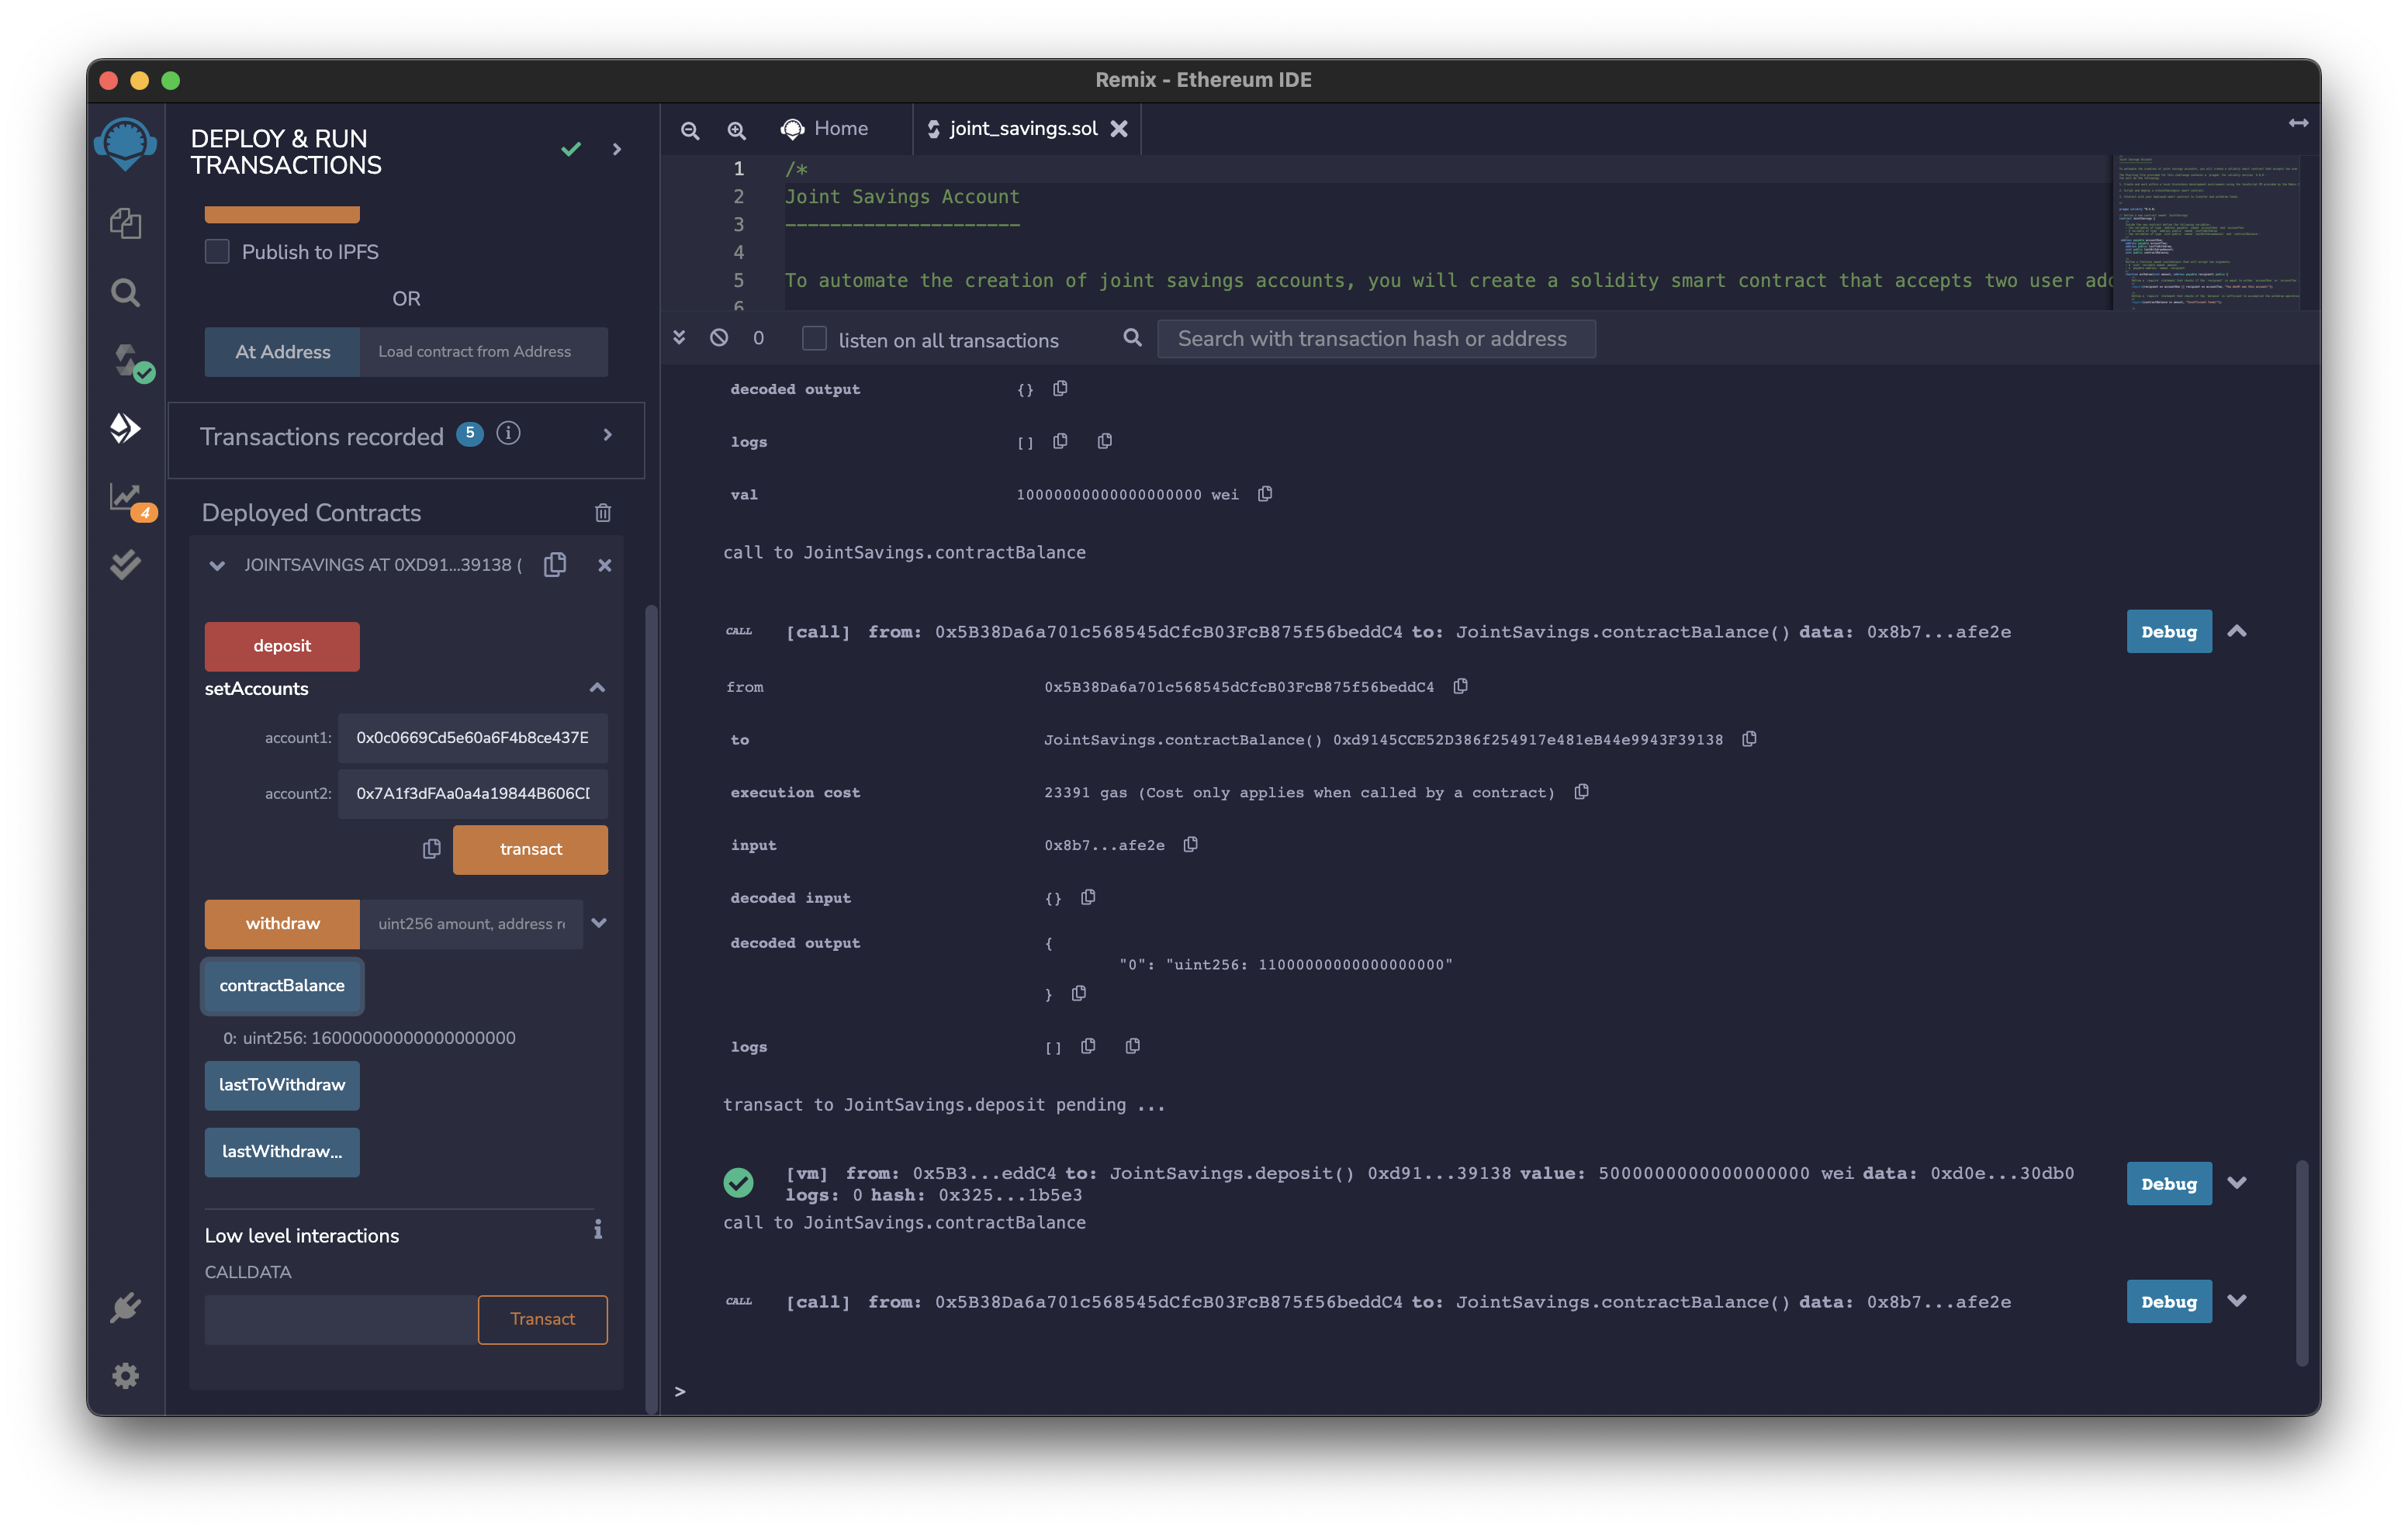 Remix - Ethereum IDE
DEPLOY & RUN
TRANSACTIONS
Publish to IPFS
OR
At Address
Load contract from Address
Transactions recorded
5
4
Deployed Contracts
JOINTSAVINGS AT 0XD91...39138 (
deposit
setAccounts
account1:
0x0c0669Cd5e60a6F4b8ce437E
account2:
0x7A1f3dFAa0a4a19844B606CD
transact
withdraw
uint256 amount, address re
contractBalance
0: uint256: 16000000000000000000
lastToWithdraw
lastWithdraw...
Low level interactions
CALLDATA
Transact
Home
joint_savings.sol
1 /*
2 Joint Savings Account
3 ---------------------
4
5 To automate the creation of joint savings accounts, you will create a solidity smart contract that accepts two user add
6
0
listen on all transactions
Search with transaction hash or address
decoded output {}
logs []
val 10000000000000000000 wei
call to JointSavings.contractBalance
CALL [call] from: 0x5B38Da6a701c568545dCfcB03FcB875f56beddC4 to: JointSavings.contractBalance() data: 0x8b7...afe2e
Debug
from 0x5B38Da6a701c568545dCfcB03FcB875f56beddC4
to JointSavings.contractBalance() 0xd9145CCE52D386f254917e481eB44e9943F39138
execution cost 23391 gas (Cost only applies when called by a contract)
input 0x8b7...afe2e
decoded input {}
decoded output {
"0": "uint256: 11000000000000000000"
}
logs []
transact to JointSavings.deposit pending ...
[vm] from: 0x5B3...eddC4 to: JointSavings.deposit() 0xd91...39138 value: 5000000000000000000 wei data: 0xd0e...30db0
logs: 0 hash: 0x325...1b5e3
Debug
call to JointSavings.contractBalance
CALL [call] from: 0x5B38Da6a701c568545dCfcB03FcB875f56beddC4 to: JointSavings.contractBalance() data: 0x8b7...afe2e
Debug
>